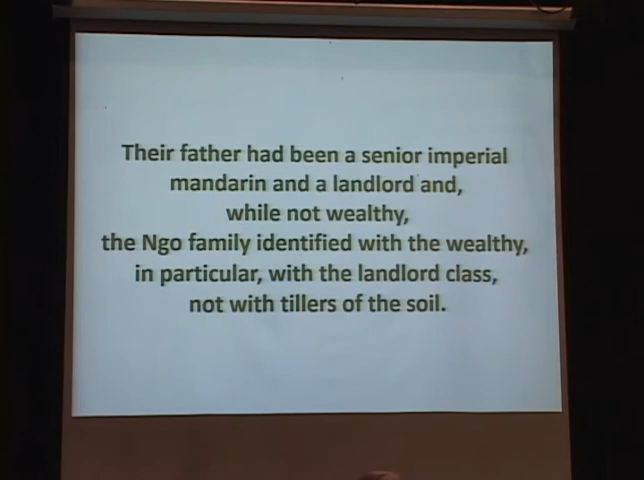 Their father had been a senior imperial
mandarin and a landlord and,
while not wealthy,
the Ngo family identified with the wealthy,
in particular, with the landlord class,
not with tillers of the soil.